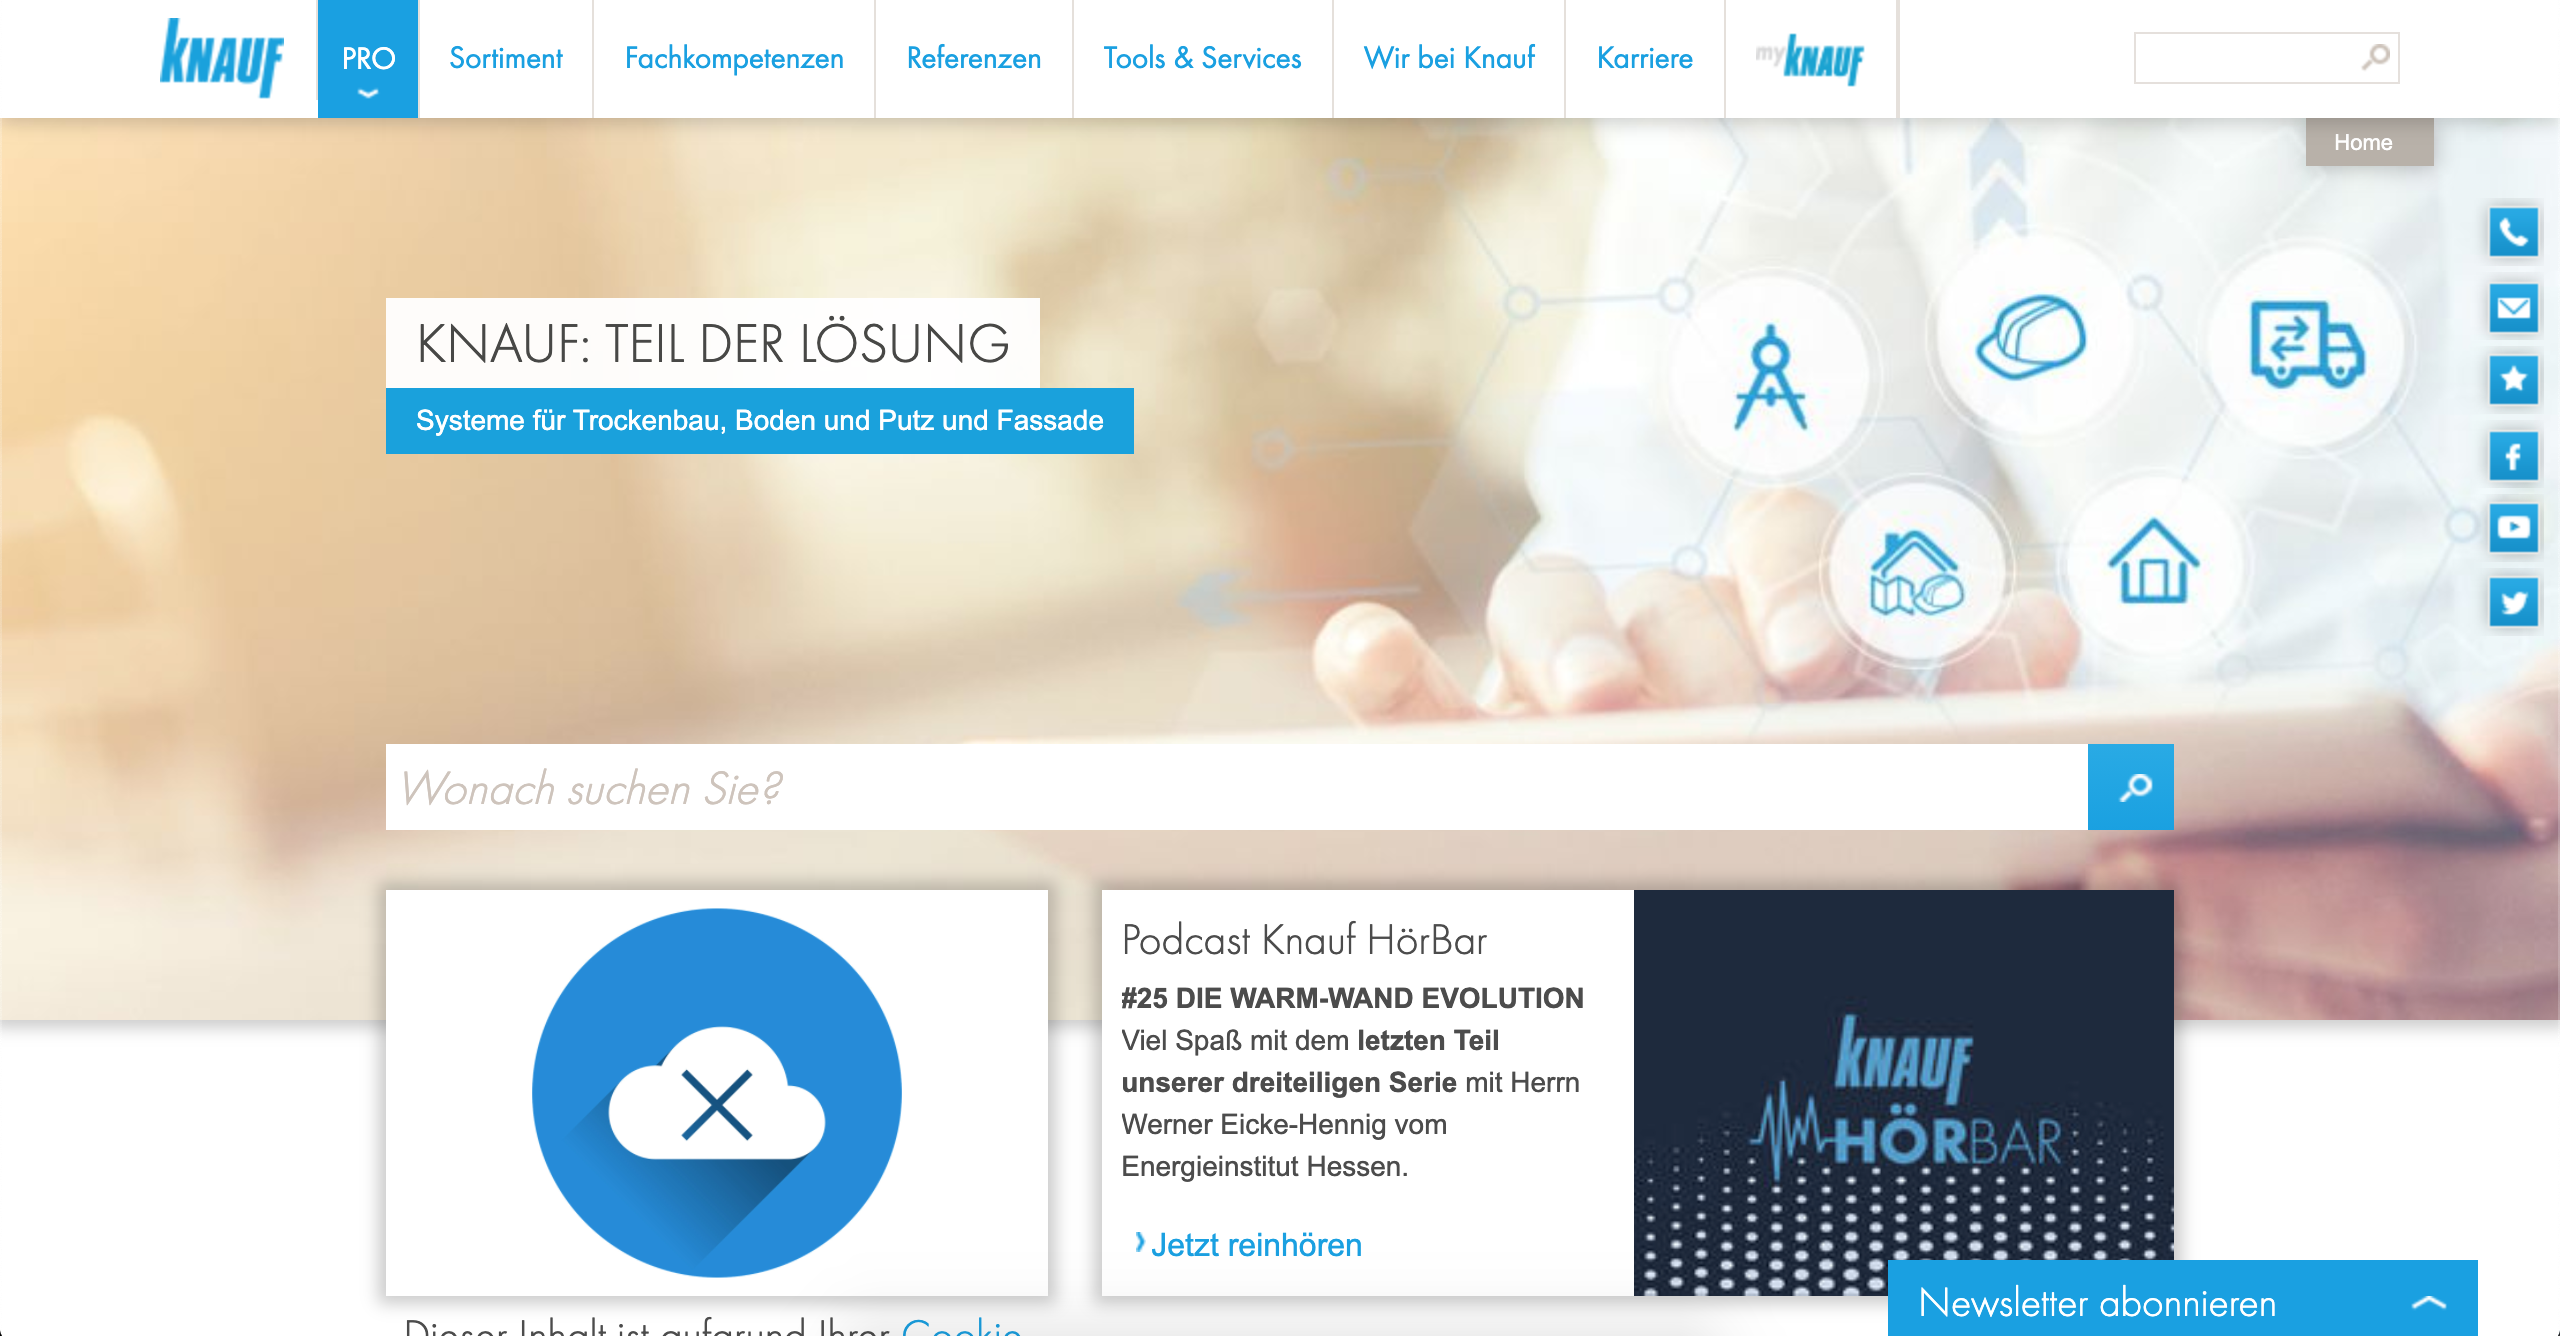 KNAUF
PRO
Sortiment
Fachkompetenzen
Referenzen
Tools & Services
Wir bei Knauf
Karriere
myKNAUF
Home
KNAUF: TEIL DER LÖSUNG
Systeme für Trockenbau, Boden und Putz und Fassade
Wonach suchen Sie?
Podcast Knauf HörBar
#25 DIE WARM-WAND EVOLUTION
Viel Spaß mit dem letzten Teil
unserer dreiteiligen Serie mit Herrn
Werner Eicke-Hennig vom
Energieinstitut Hessen.
Jetzt reinhören
KNAUF
HÖRBAR
Newsletter abonnieren
Dieser Inhalt ist aufgrund Ihrer Cookie